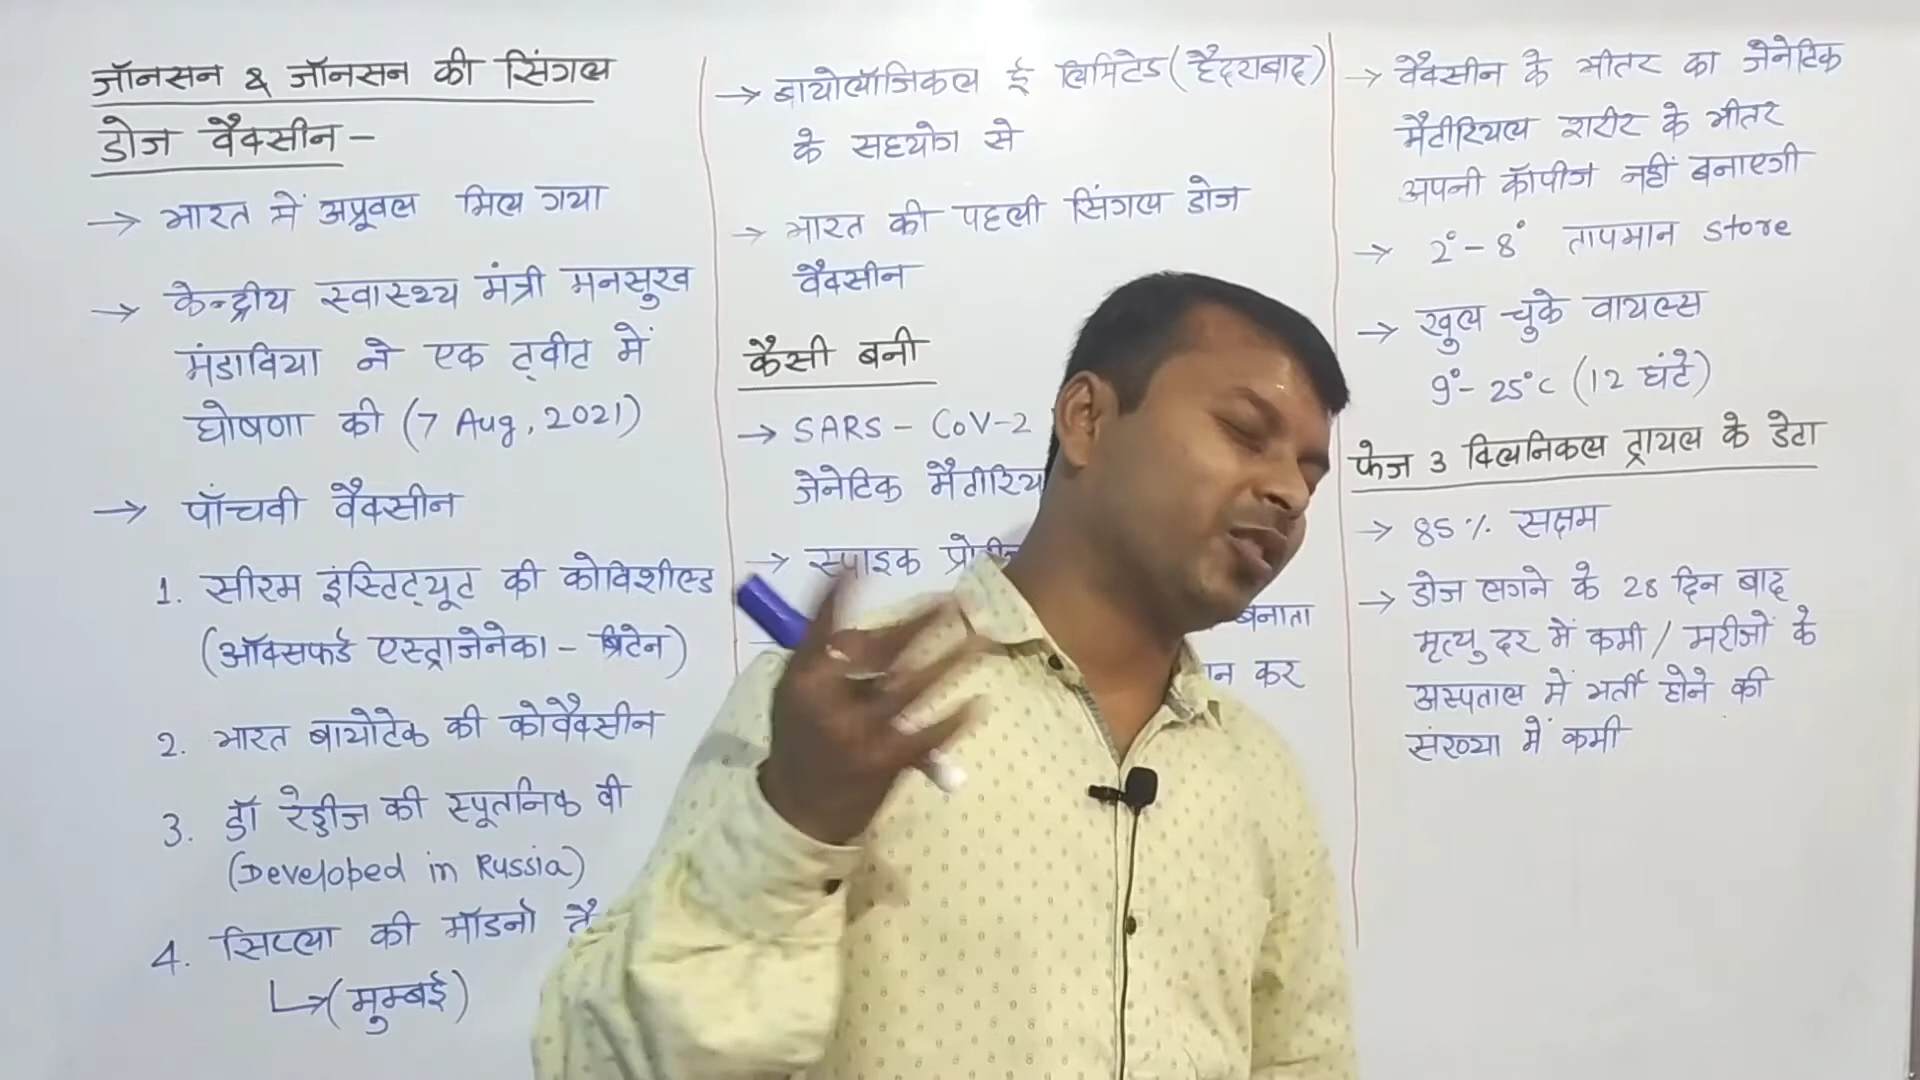 जॉनसन & जॉनसन की सिंगल
डोज वैक्सीन -
→ भारत में अप्रूवल मिल गया
→ केन्द्रीय स्वास्थ्य मंत्री मनसुख
मंडाविया ने एक ट्वीट में
घोषणा की (7 Aug, 2021)
→ पॉचवी वैक्सीन
1. सीरम इंस्टिट्यूट की कोविशील्ड
(ऑक्सफर्ड एस्ट्राजेनेका - ब्रिटेन)
2. भारत बायोटेक की कोवैक्सीन
3. डॉ रेड्डीज की स्पूतनिक वी
(Developed in Russia)
4. सिप्ला की मॉडर्ना
↳ (मुम्बई)
→ बायोलॉजिकल ई लिमिटेड (हैदराबाद)
के सहयोग से
→ भारत की पहली सिंगल डोज
वैक्सीन
कैसी बनी
→ SARS - CoV-2
जेनेटिक
→ स्पाइक
बनाता
कर
→ वैक्सीन के भीतर का जेनेटिक
मैटीरियल शरीर के भीतर
अपनी कॉपीज नहीं बनाएगी
→ 2° - 8° तापमान store
→ खुल चुके वायल्स
9° - 25°c (12 घंटे)
फेज 3 क्लिनिकल ट्रायल के डेटा
→ 85% सक्षम
→ डोज लगने के 28 दिन बाद
मृत्यु दर में कमी / मरीजों के
अस्पताल में भर्ती होने की
संख्या में कमी